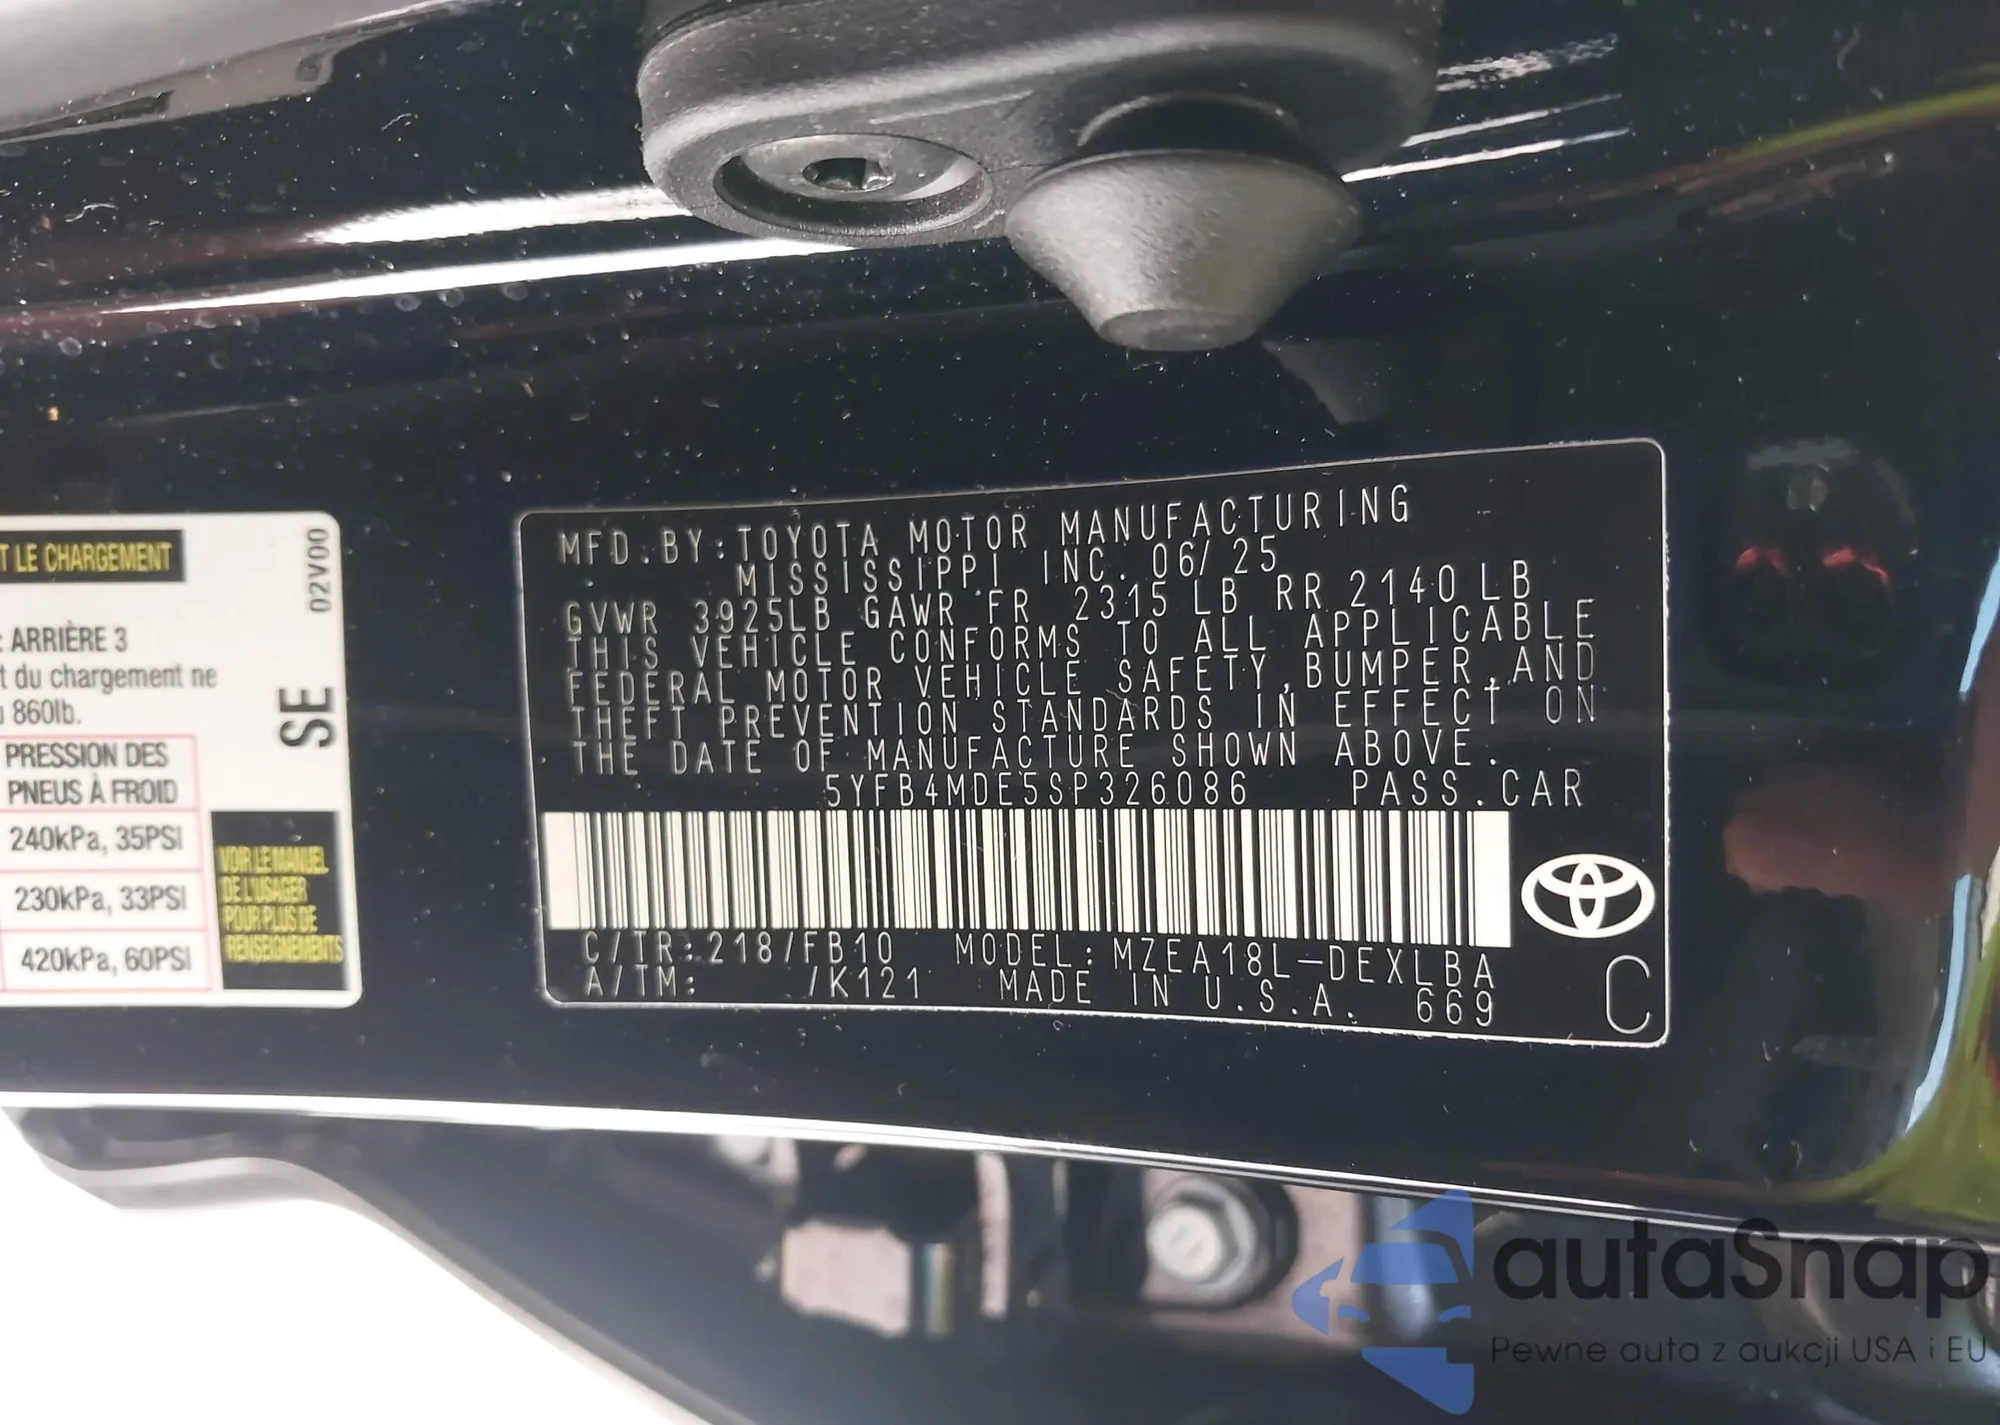 T LE CHARGEMENT
02V00
: ARRIÈRE 3
t du chargement ne
860lb.
SE
PRESSION DES
PNEUS À FROID
240kPa, 35PSI
230kPa, 33PSI
420kPa, 60PSI
VOIR LE MANUEL
DE L'USAGER
POUR PLUS DE
RENSEIGNEMENTS
MFD.BY:TOYOTA MOTOR MANUFACTURING
MISSISSIPPI INC. 06/25
GVWR 3925LB GAWR FR 2315 LB RR 2140 LB
THIS VEHICLE CONFORMS TO ALL APPLICABLE
FEDERAL MOTOR VEHICLE SAFETY,BUMPER,AND
THEFT PREVENTION STANDARDS IN EFFECT ON
THE DATE OF MANUFACTURE SHOWN ABOVE.
5YFB4MDE5SP326086 PASS.CAR
C/TR:218/FB10 MODEL:MZEA18L-DEXLBA
A/TM: /K121 MADE IN U.S.A. 669
C
autaSnap
Pewne auta z aukcji USA i EU